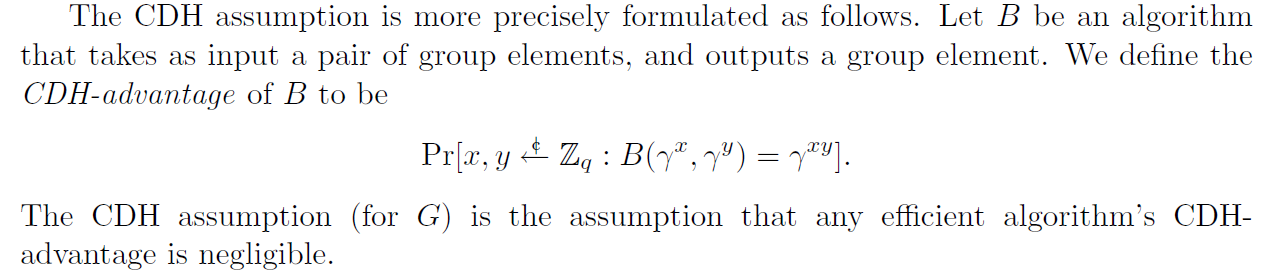 The CDH assumption is more precisely formulated as follows. Let B be an algorithm
that takes as input a pair of group elements, and outputs a group element. We define the
CDH-advantage of B to be
Pr[x, y ←¢ ℤq : B(γ^x, γ^y) = γ^xy].
The CDH assumption (for G) is the assumption that any efficient algorithm's CDH-
advantage is negligible.